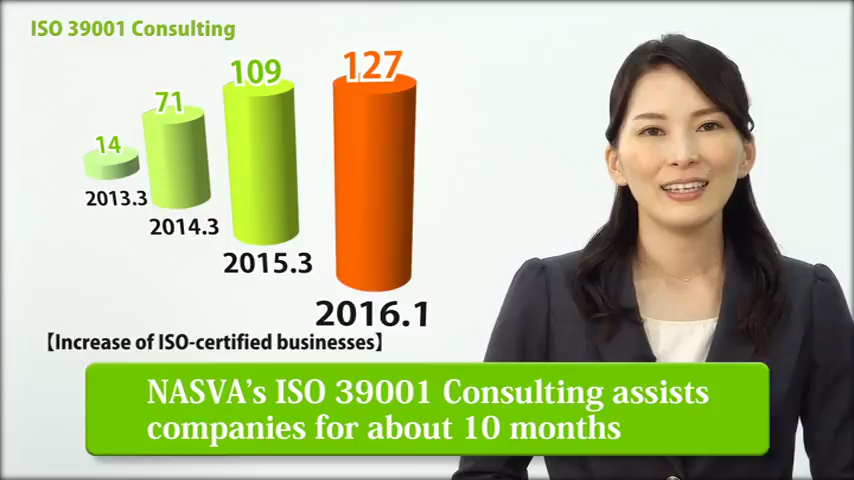 ISO 39001 Consulting
14
71
109
127
2013.3
2014.3
2015.3
2016.1
【Increase of ISO-certified businesses】
NASVA's ISO 39001 Consulting assists
companies for about 10 months